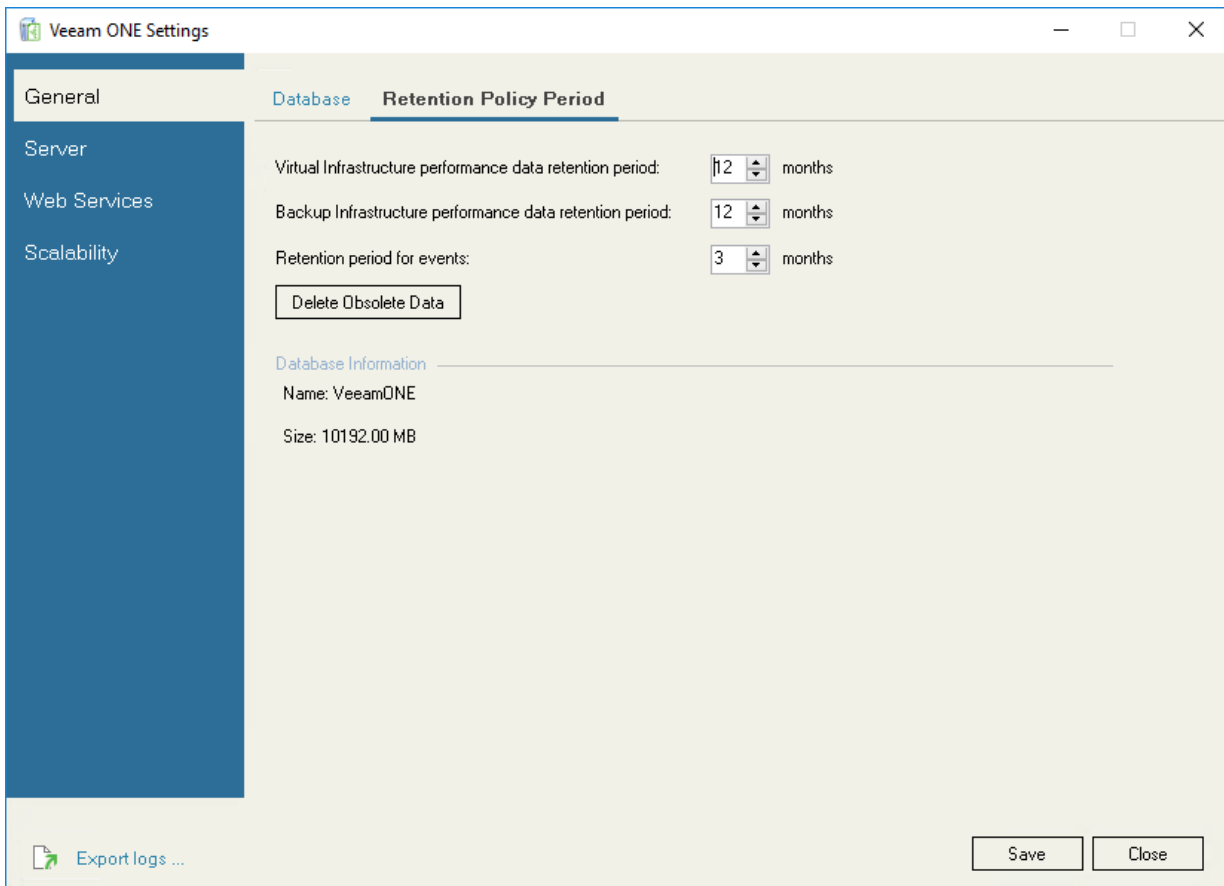 Veeam ONE Settings
General
Server
Web Services
Scalability
Database Retention Policy Period
Virtual Infrastructure performance data retention period: 12 months
Backup Infrastructure performance data retention period: 12 months
Retention period for events: 3 months
Delete Obsolete Data
Database Information
Name: VeeamONE
Size: 10192.00 MB
Export logs ...
Save Close